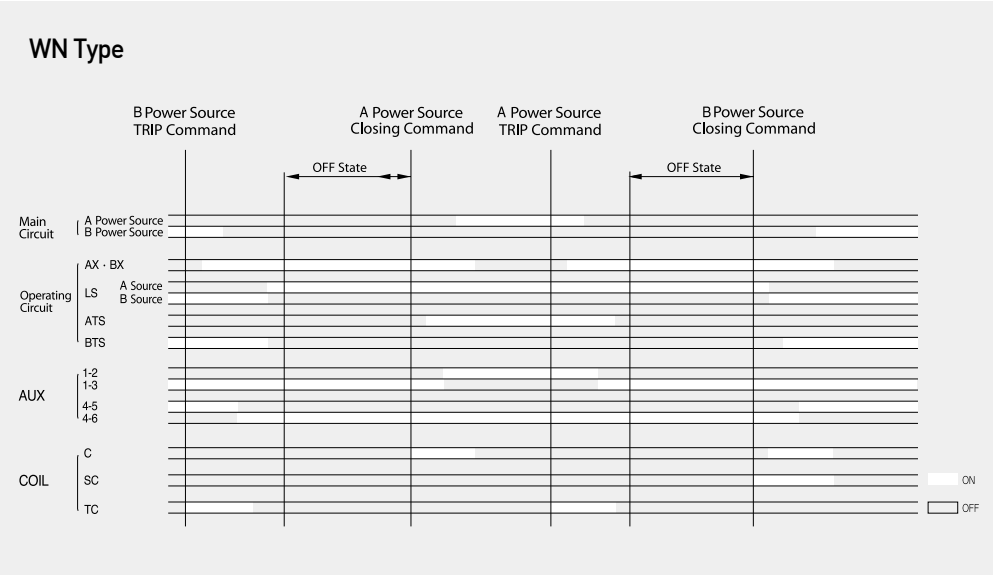 WN Type
B Power Source
TRIP Command
A Power Source
Closing Command
A Power Source
TRIP Command
B Power Source
Closing Command
OFF State
OFF State
Main
Circuit
A Power Source
B Power Source
Operating
Circuit
AX · BX
LS
A Source
B Source
ATS
BTS
AUX
1-2
1-3
4-5
4-6
COIL
C
SC
TC
ON
OFF